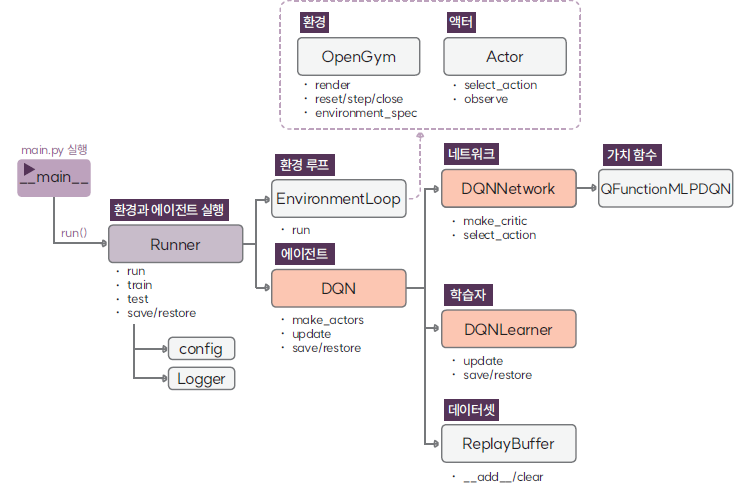 환경
OpenGym
· render
· reset/step/close
· environment_spec
액터
Actor
· select_action
· observe
main.py 실행
__main__
run()
환경과 에이전트 실행
Runner
· run
· train
· test
· save/restore
config
Logger
환경 루프
EnvironmentLoop
· run
에이전트
DQN
· make_actors
· update
· save/restore
네트워크
DQNNetwork
· make_critic
· select_action
가치 함수
QFunctionMLPDQN
학습자
DQNLearner
· update
· save/restore
데이터셋
ReplayBuffer
· __add__/clear